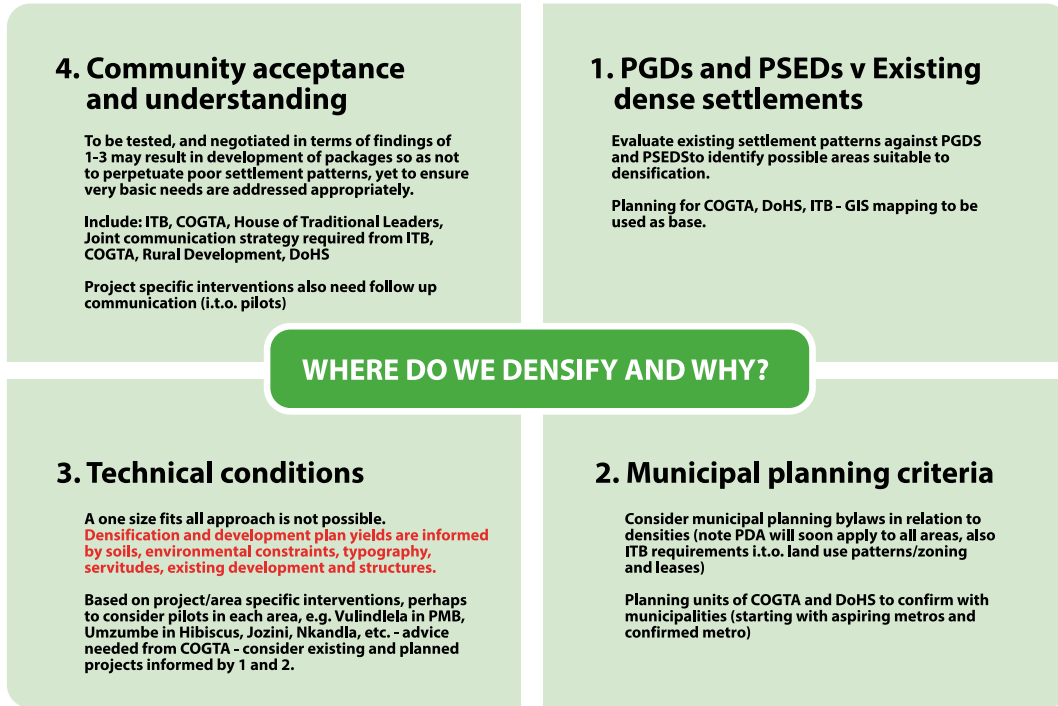 4. Community acceptance
and understanding
To be tested, and negotiated in terms of findings of
1-3 may result in development of packages so as not
to perpetuate poor settlement patterns, yet to ensure
very basic needs are addressed appropriately.
Include: ITB, COGTA, House of Traditional Leaders,
Joint communication strategy required from ITB,
COGTA, Rural Development, DoHS
Project specific interventions also need follow up
communication (i.t.o. pilots)
1. PGDs and PSEDs v Existing
dense settlements
Evaluate existing settlement patterns against PGDS
and PSEDSto identify possible areas suitable to
densification.
Planning for COGTA, DoHS, ITB - GIS mapping to be
used as base.
WHERE DO WE DENSIFY AND WHY?
3. Technical conditions
A one size fits all approach is not possible.
Densification and development plan yields are informed
by soils, environmental constraints, typography,
servitudes, existing development and structures.
Based on project/area specific interventions, perhaps
to consider pilots in each area, e.g. Vulindlela in PMB,
Umzumbe in Hibiscus, Jozini, Nkandla, etc. - advice
needed from COGTA - consider existing and planned
projects informed by 1 and 2.
2. Municipal planning criteria
Consider municipal planning bylaws in relation to
densities (note PDA will soon apply to all areas, also
ITB requirements i.t.o. land use patterns/zoning
and leases)
Planning units of COGTA and DoHS to confirm with
municipalities (starting with aspiring metros and
confirmed metro)